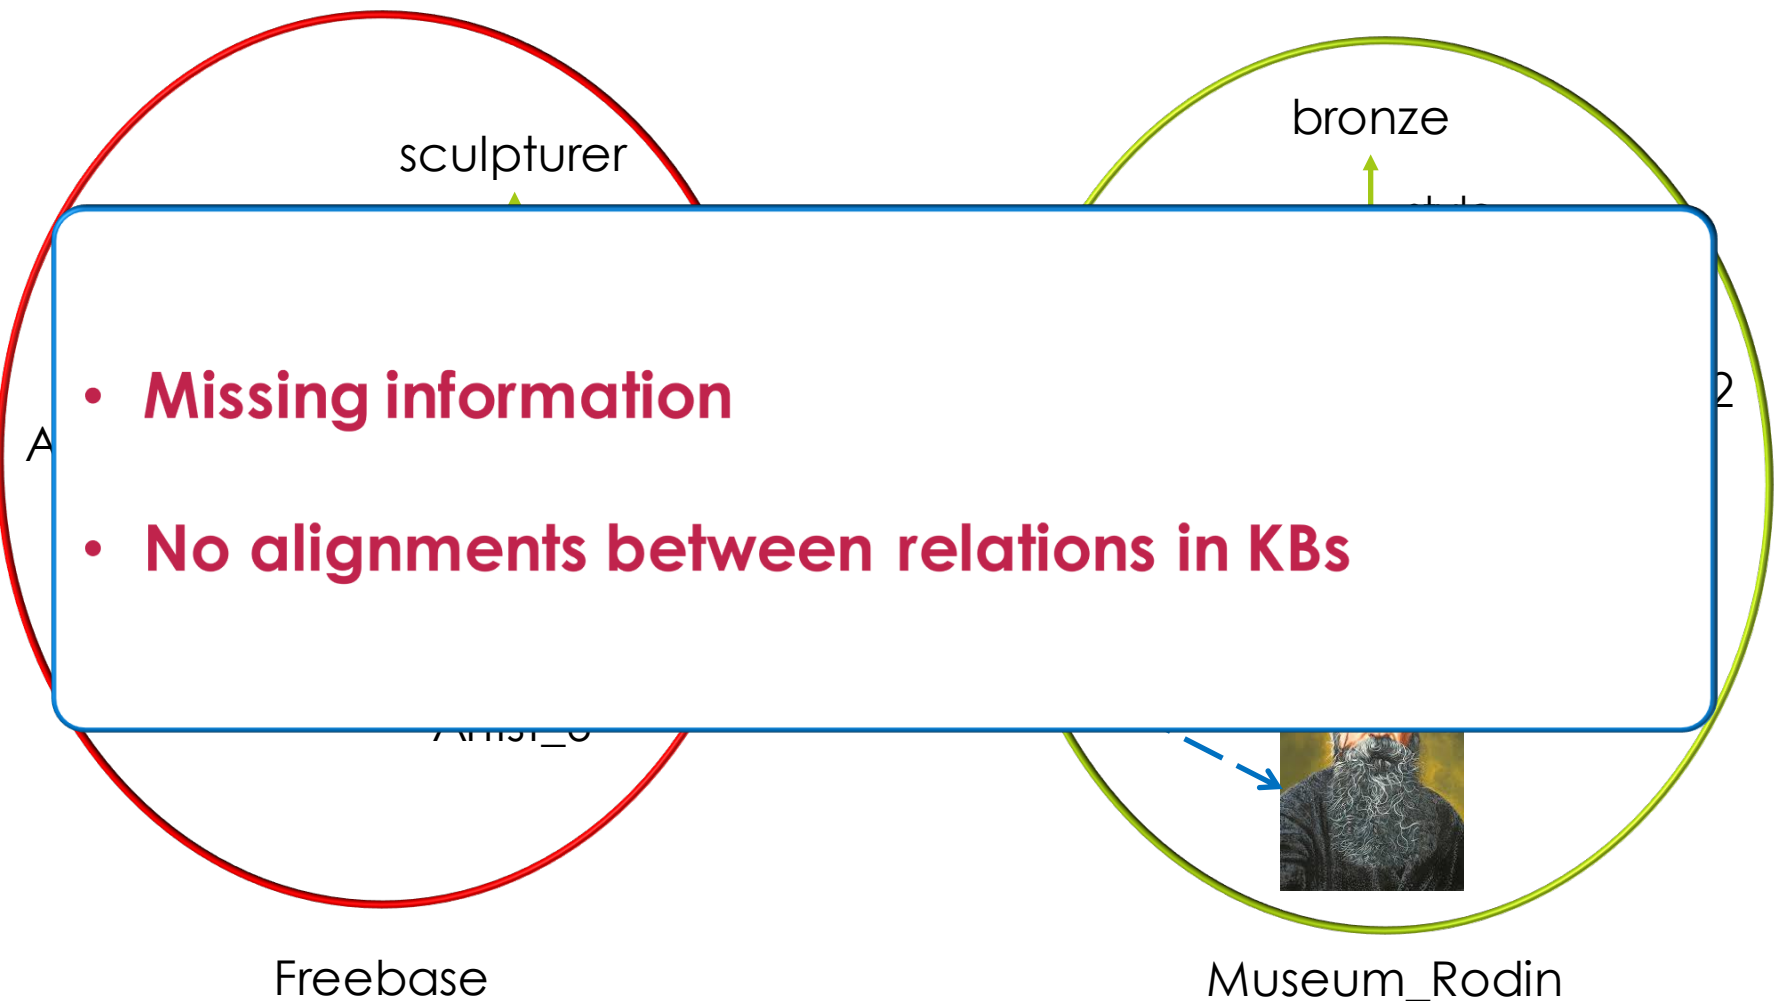 bronze
sculpturer
• Missing information
• No alignments between relations in KBs
Freebase
Museum_Rodin